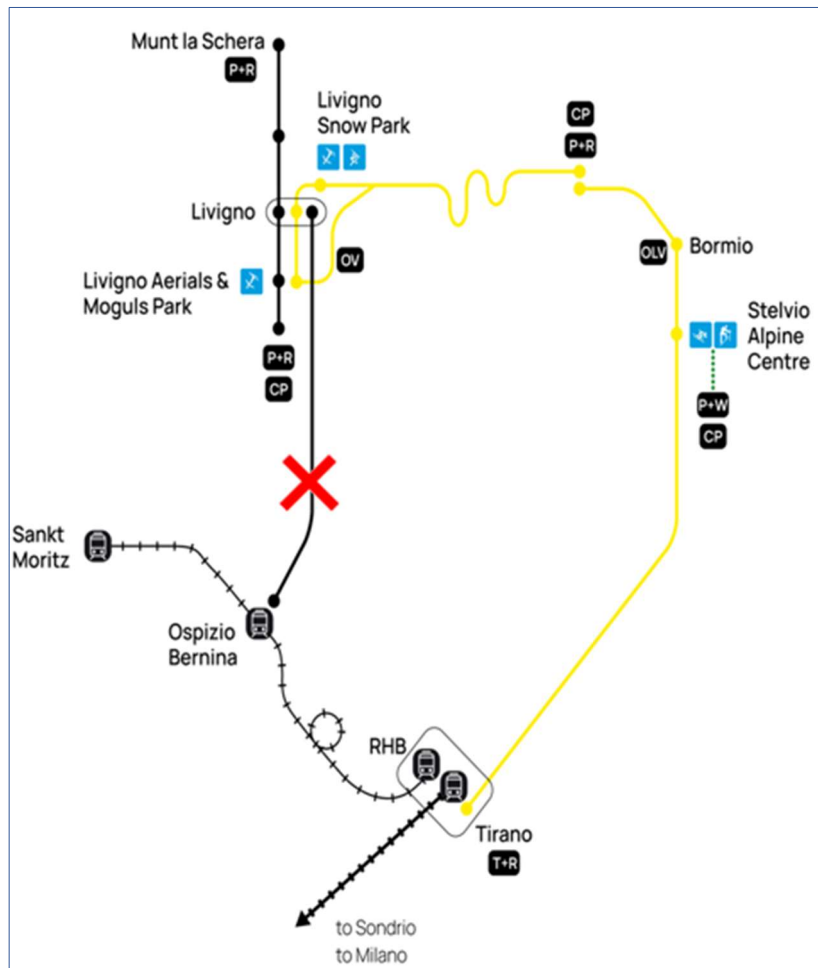 Munt la Schera
P+R
Livigno
Snow Park
CP
P+R
Livigno
OV
OLV
Bormio
Livigno Aerials &
Moguls Park
Stelvio
Alpine
Centre
P+R
CP
P+W
CP
Sankt
Moritz
Ospizio
Bernina
RHB
Tirano
T+R
to Sondrio
to Milano